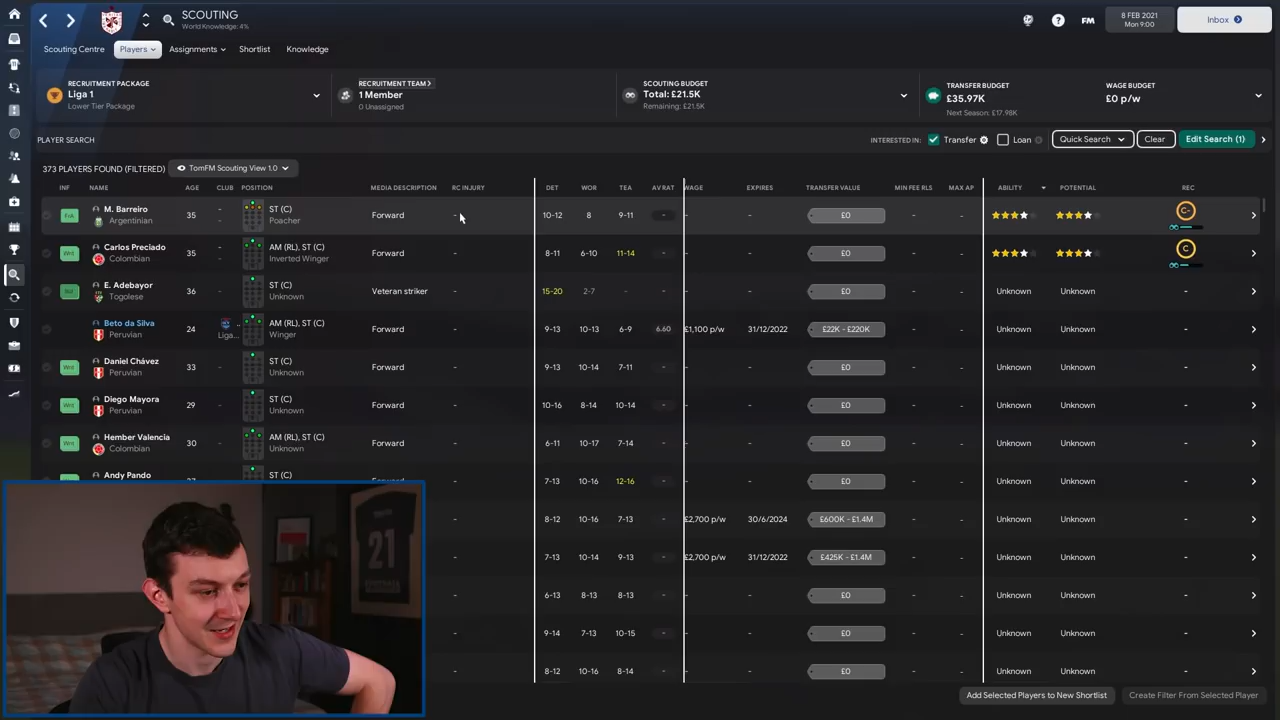 SCOUTING
World Knowledge: 4%
8 FEB 2021
Mon 9:00
FM
Inbox
Scouting Centre Players Assignments Shortlist Knowledge
RECRUITMENT PACKAGE
Liga 1
Lower Tier Package
RECRUITMENT TEAM >
1 Member
0 Unassigned
SCOUTING BUDGET
Total: £21.5K
Remaining: £21.5K
TRANSFER BUDGET
£35.97K
Next Season: £17.98K
WAGE BUDGET
£0 p/w
PLAYER SEARCH
INTERESTED IN: Transfer Loan Quick Search Clear Edit Search (1)
373 PLAYERS FOUND (FILTERED) TomFM Scouting View 1.0
INF NAME AGE CLUB POSITION MEDIA DESCRIPTION RC INJURY DET WOR TEA AV RAT WAGE EXPIRES TRANSFER VALUE MIN FEE RLS MAX AP ABILITY POTENTIAL REC
M. Barreiro
Argentinian
35 - - ST (C)
Poacher
Forward - 10-12 8 9-11 - - - £0 - - C-
Wnt Carlos Preciado
Colombian
35 - - AM (RL), ST (C)
Inverted Winger
Forward - 8-11 6-10 11-14 - - - £0 - - C
E. Adebayor
Togolese
36 - ST (C)
Unknown
Veteran striker - 15-20 2-7 - - - - £0 - - Unknown Unknown -
Beto da Silva
Peruvian
24 Liga... AM (RL), ST (C)
Winger
Forward - 9-13 10-13 6-9 6.60 £1,100 p/w 31/12/2022 £22K - £220K - - Unknown Unknown -
Wnt Daniel Chávez
Peruvian
33 - ST (C)
Unknown
Forward - 9-13 10-14 7-11 - - - £0 - - Unknown Unknown -
Wnt Diego Mayora
Peruvian
29 - ST (C)
Unknown
Forward - 10-16 8-14 10-14 - - - £0 - - Unknown Unknown -
Wnt Hember Valencia
Colombian
30 - AM (RL), ST (C)
Unknown
Forward - 6-11 10-17 7-14 - - - £0 - - Unknown Unknown -
Andy Pando
ST (C)
- 7-13 10-16 12-16 - - - £0 - - Unknown Unknown -
- 8-12 10-16 7-13 - £2,700 p/w 30/6/2024 £600K - £1.4M - - Unknown Unknown -
- 7-13 10-14 9-13 - £2,700 p/w 31/12/2022 £425K - £1.4M - - Unknown Unknown -
- 6-13 8-13 8-13 - - - £0 - - Unknown Unknown -
- 9-14 7-13 10-15 - - - £0 - - Unknown Unknown -
- 8-12 10-16 8-14 - - - £0 - - Unknown Unknown -
21
Add Selected Players to New Shortlist Create Filter From Selected Player